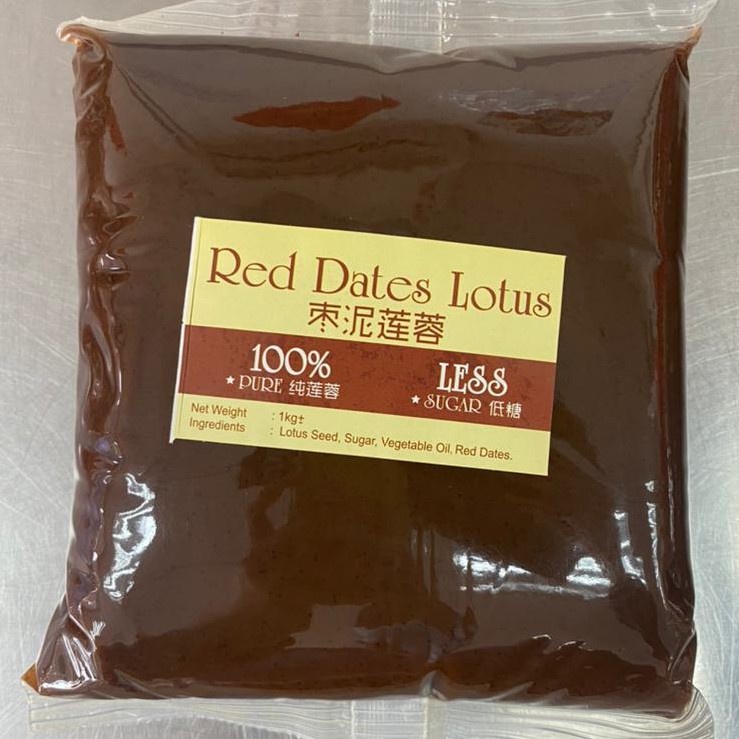 Red Dates Lotus
枣泥莲蓉
100%
★ PURE 纯莲蓉
LESS
★ SUGAR 低糖
Net Weight : 1kg±
Ingredients : Lotus Seed, Sugar, Vegetable Oil, Red Dates.